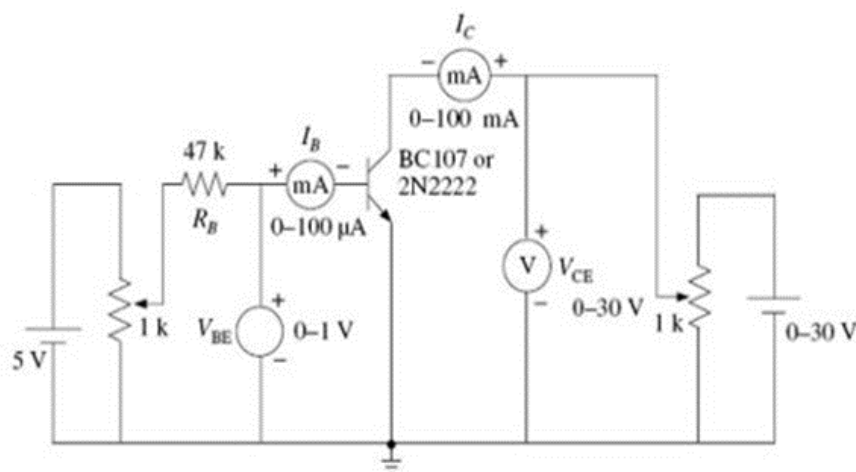 I_C
− mA +
0–100 mA
I_B
47 k
+ mA −
BC107 or
2N2222
R_B
0–100 μA
+
V V_CE
−
0–30 V
+
1 k
V_BE
0–1 V
−
1 k
5 V
0–30 V